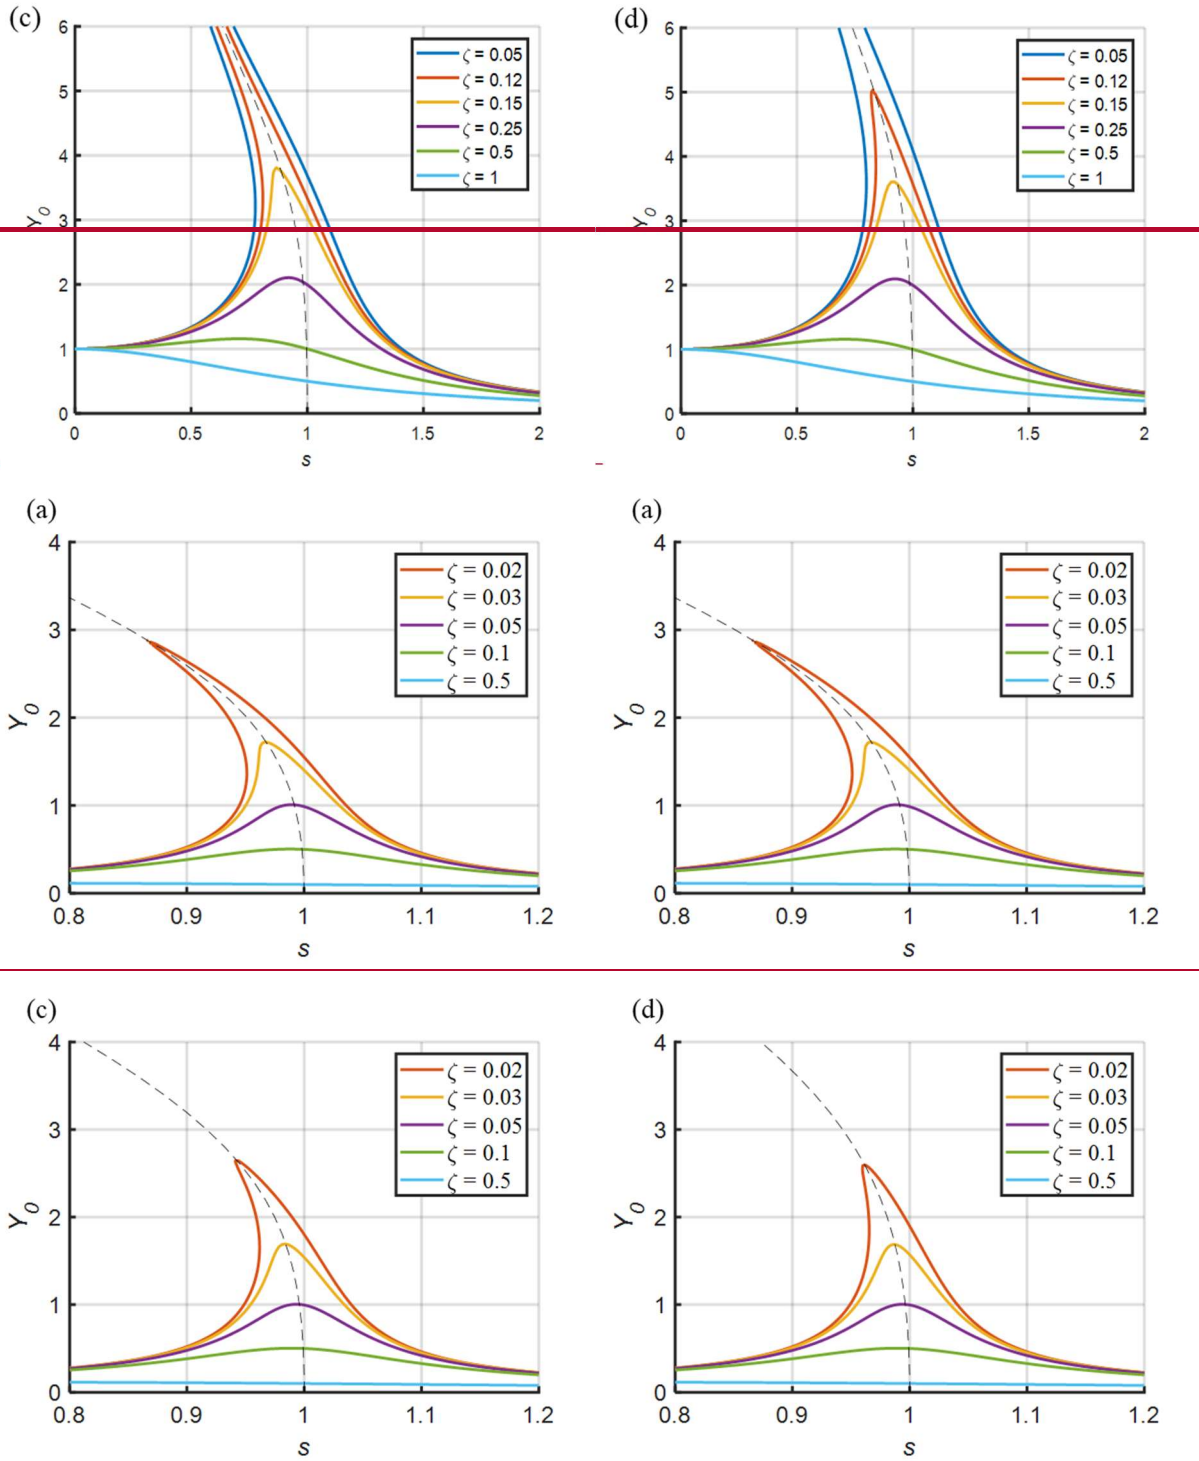 (c)
6
5
4
3
2
1
0
Y0
0 0.5 1 1.5 2
s
ζ = 0.05
ζ = 0.12
ζ = 0.15
ζ = 0.25
ζ = 0.5
ζ = 1
(d)
6
5
4
3
2
1
0
Y0
0 0.5 1 1.5 2
s
ζ = 0.05
ζ = 0.12
ζ = 0.15
ζ = 0.25
ζ = 0.5
ζ = 1
(a)
4
3
2
1
0
Y0
0.8 0.9 1 1.1 1.2
s
ζ = 0.02
ζ = 0.03
ζ = 0.05
ζ = 0.1
ζ = 0.5
(a)
4
3
2
1
0
Y0
0.8 0.9 1 1.1 1.2
s
ζ = 0.02
ζ = 0.03
ζ = 0.05
ζ = 0.1
ζ = 0.5
(c)
4
3
2
1
0
Y0
0.8 0.9 1 1.1 1.2
s
ζ = 0.02
ζ = 0.03
ζ = 0.05
ζ = 0.1
ζ = 0.5
(d)
4
3
2
1
0
Y0
0.8 0.9 1 1.1 1.2
s
ζ = 0.02
ζ = 0.03
ζ = 0.05
ζ = 0.1
ζ = 0.5